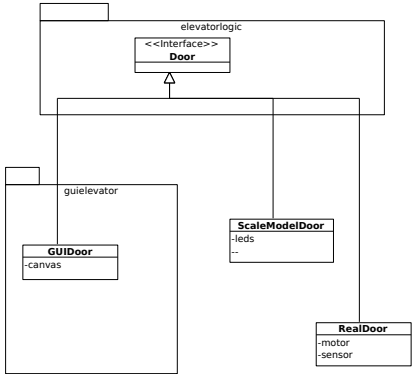 elevatorlogic
<<Interface>>
Door
guielevator
ScaleModelDoor
-leds
--
GUIDoor
-canvas
RealDoor
-motor
-sensor